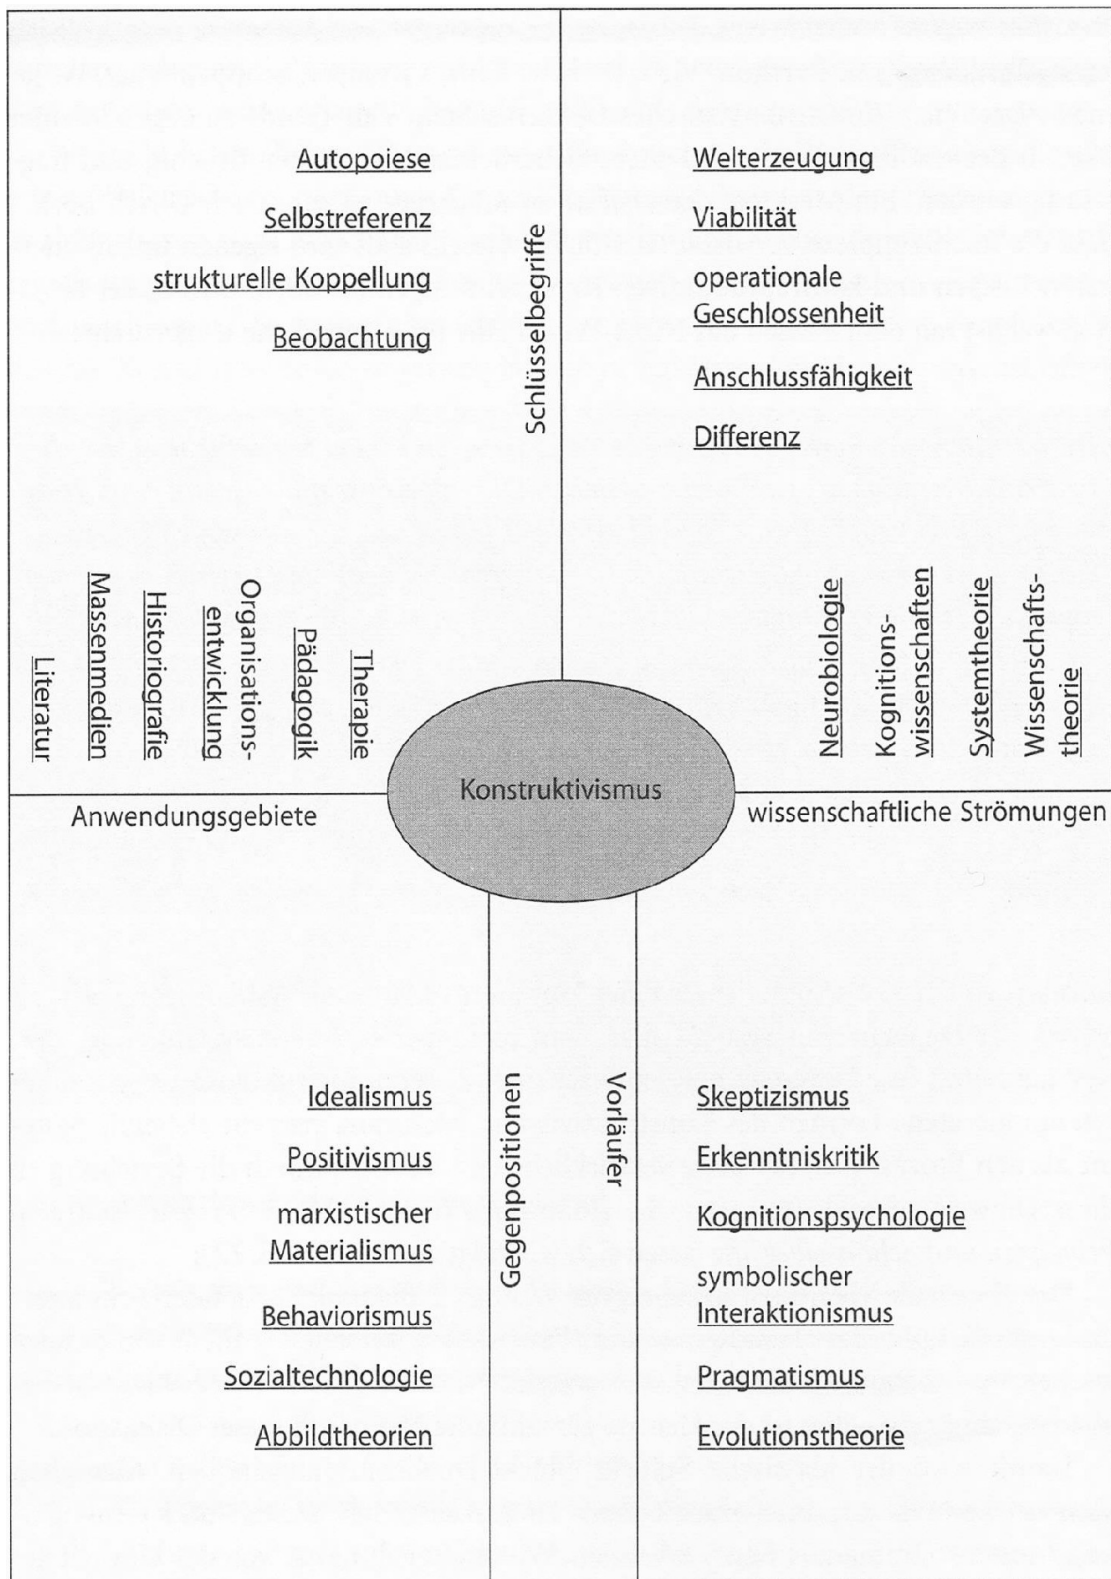 Schlüsselbegriffe
Autopoiese
Selbstreferenz
strukturelle Koppellung
Beobachtung
Welterzeugung
Viabilität
operationale
Geschlossenheit
Anschlussfähigkeit
Differenz
Literatur
Massenmedien
Historiografie
Organisations-
entwicklung
Pädagogik
Therapie
Anwendungsgebiete
Konstruktivismus
Neurobiologie
Kognitions-
wissenschaften
Systemtheorie
Wissenschafts-
theorie
wissenschaftliche Strömungen
Gegenpositionen
Idealismus
Positivismus
marxistischer
Materialismus
Behaviorismus
Sozialtechnologie
Abbildtheorien
Vorläufer
Skeptizismus
Erkenntniskritik
Kognitionspsychologie
symbolischer
Interaktionismus
Pragmatismus
Evolutionstheorie